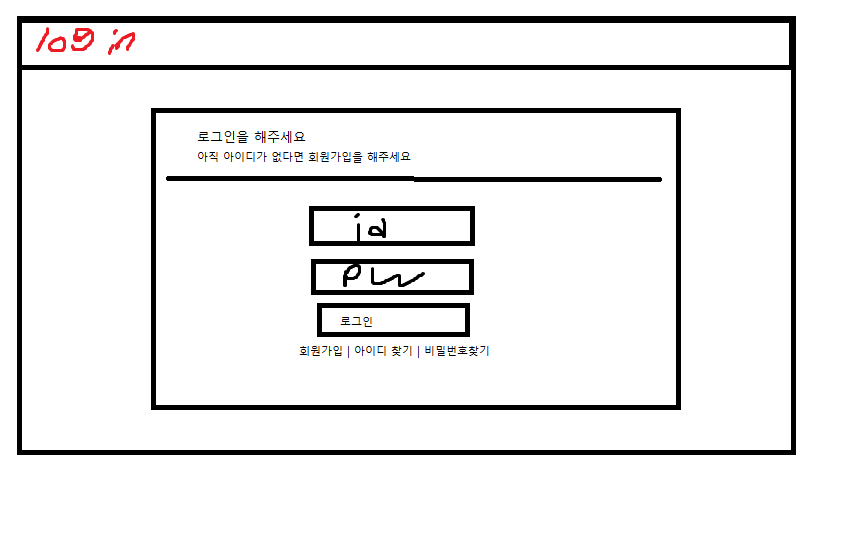 log in
로그인을 해주세요
아직 아이디가 없다면 회원가입을 해주세요
id
PW
로그인
회원가입 | 아이디 찾기 | 비밀번호찾기